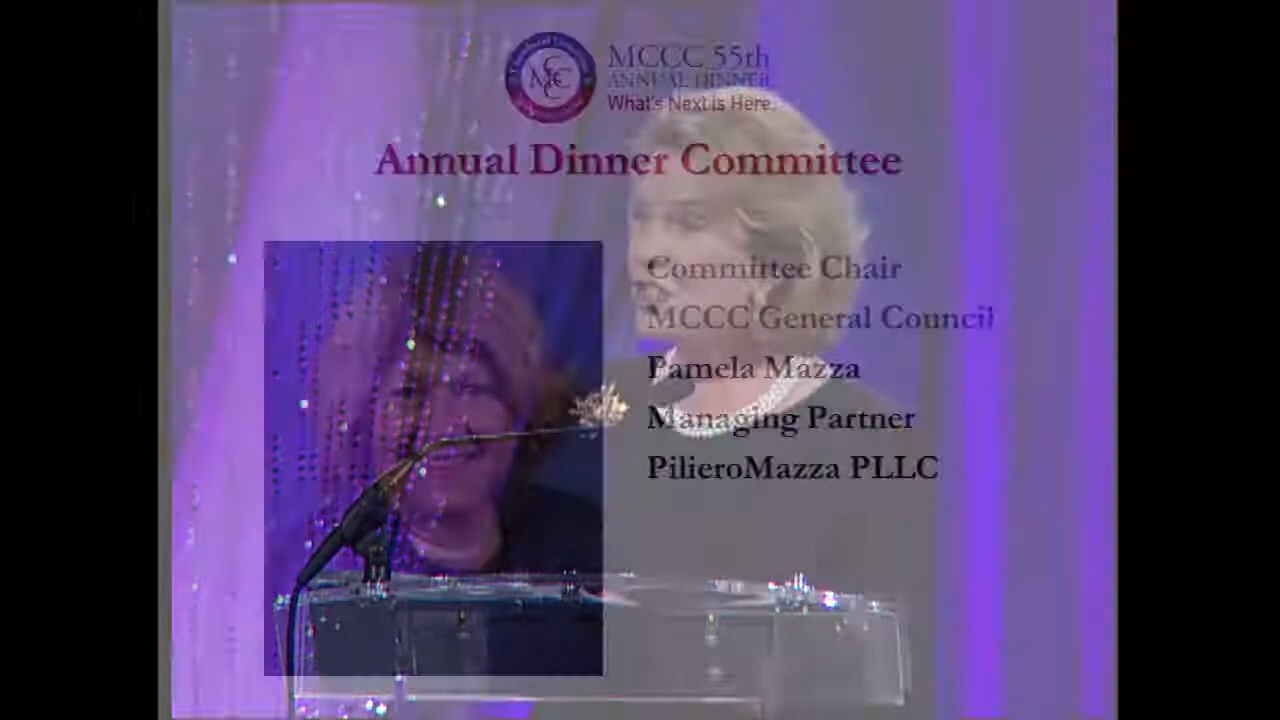 MCCC 55th
ANNUAL DINNER
What's Next is Here.
Annual Dinner Committee
Committee Chair
MCCC General Council
Pamela Mazza
Managing Partner
PilieroMazza PLLC